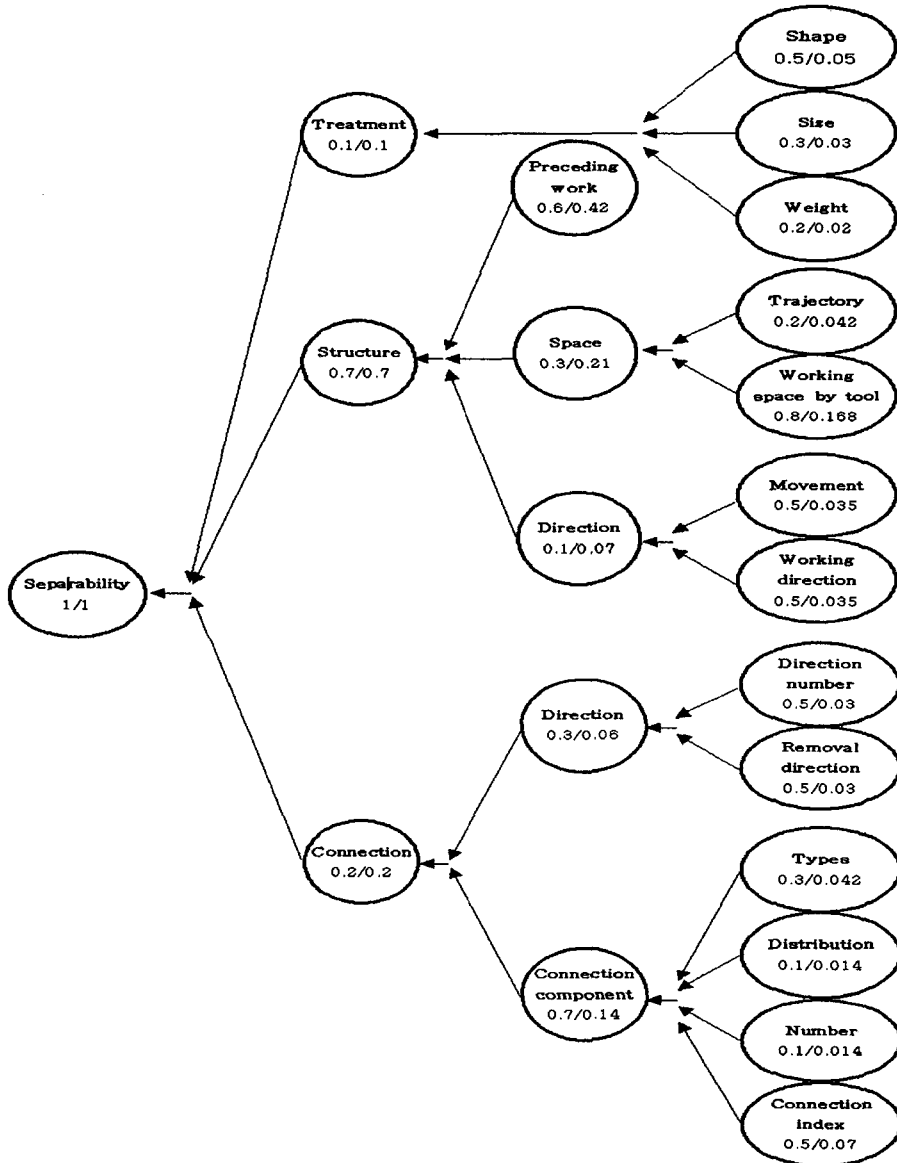 Shape
0.5/0.05
Treatment
0.1/0.1
Size
0.3/0.03
Preceding
work
0.6/0.42
Weight
0.2/0.02
Trajectory
0.2/0.042
Structure
0.7/0.7
Space
0.3/0.21
Working
space by tool
0.8/0.168
Movement
0.5/0.035
Direction
0.1/0.07
Working
direction
0.5/0.035
Separability
1/1
Direction
number
0.5/0.03
Direction
0.3/0.06
Removal
direction
0.5/0.03
Connection
0.2/0.2
Types
0.3/0.042
Distribution
0.1/0.014
Connection
component
0.7/0.14
Number
0.1/0.014
Connection
index
0.5/0.07